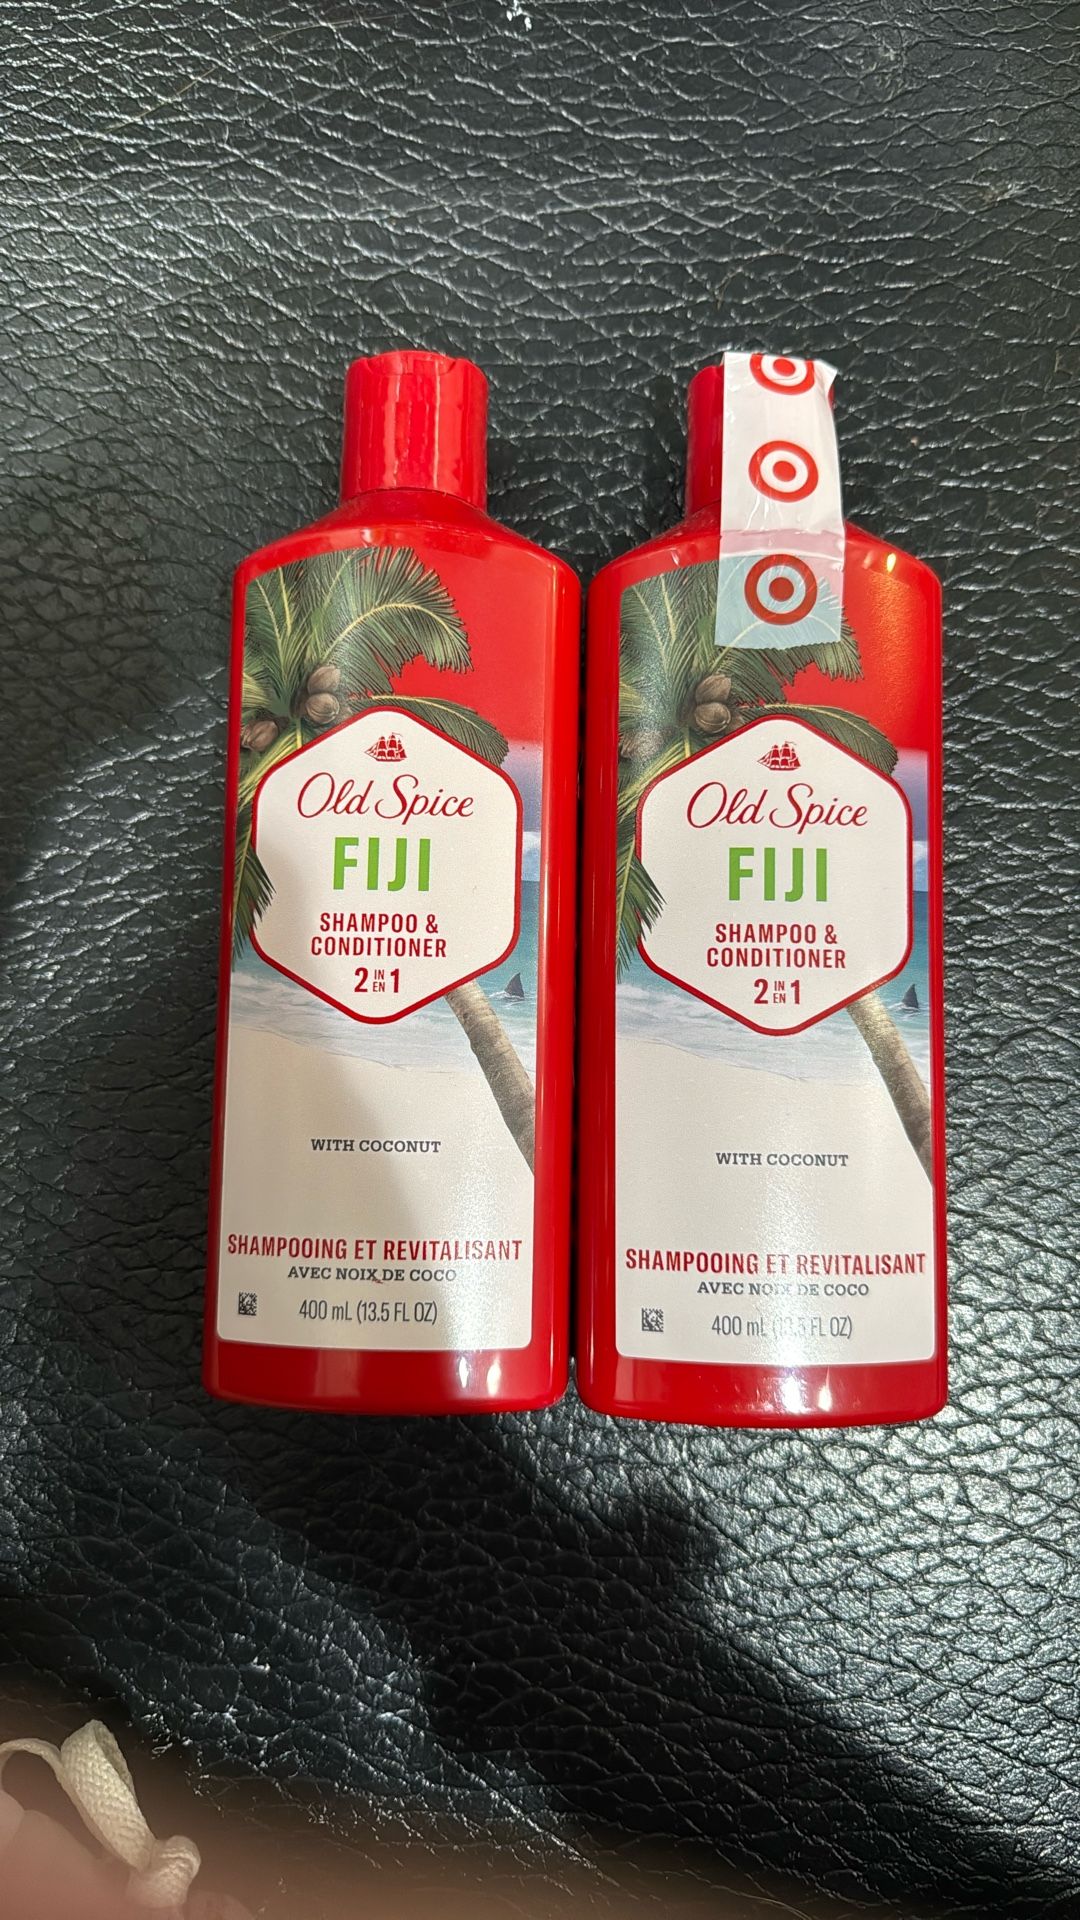 Old Spice
FIJI
SHAMPOO &
CONDITIONER
2 IN EN 1
WITH COCONUT
SHAMPOOING ET REVITALISANT
AVEC NOIX DE COCO
400 mL (13.5 FL OZ)
Old Spice
FIJI
SHAMPOO &
CONDITIONER
2 IN EN 1
WITH COCONUT
SHAMPOOING ET REVITALISANT
AVEC NOIX DE COCO
400 mL (13.5 FL OZ)